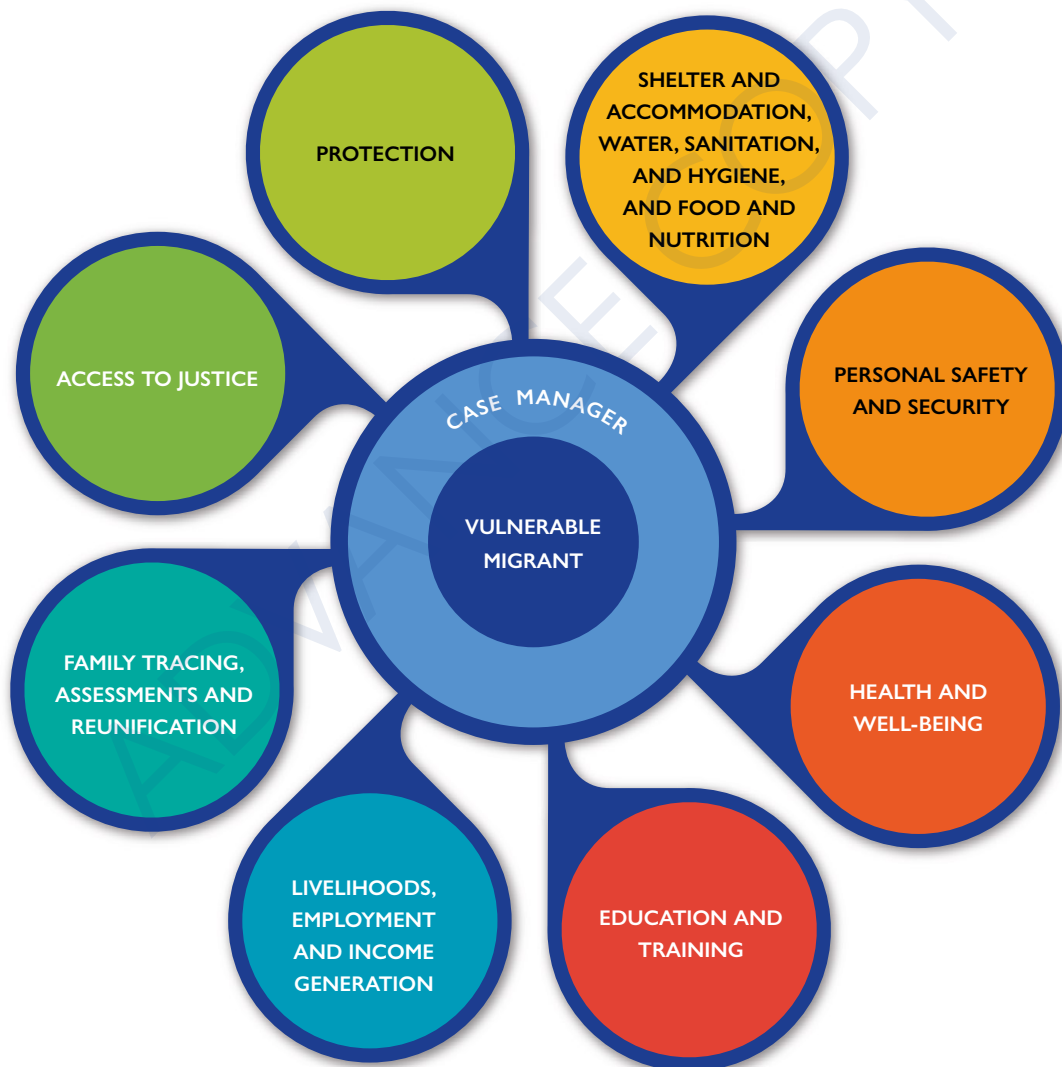 PROTECTION
SHELTER AND
ACCOMMODATION,
WATER, SANITATION,
AND HYGIENE,
AND FOOD AND
NUTRITION
PERSONAL SAFETY
AND SECURITY
HEALTH AND
WELL-BEING
EDUCATION AND
TRAINING
LIVELIHOODS,
EMPLOYMENT
AND INCOME
GENERATION
FAMILY TRACING,
ASSESSMENTS AND
REUNIFICATION
ACCESS TO JUSTICE
CASE MANAGER
VULNERABLE
MIGRANT
ADVANCE COPY